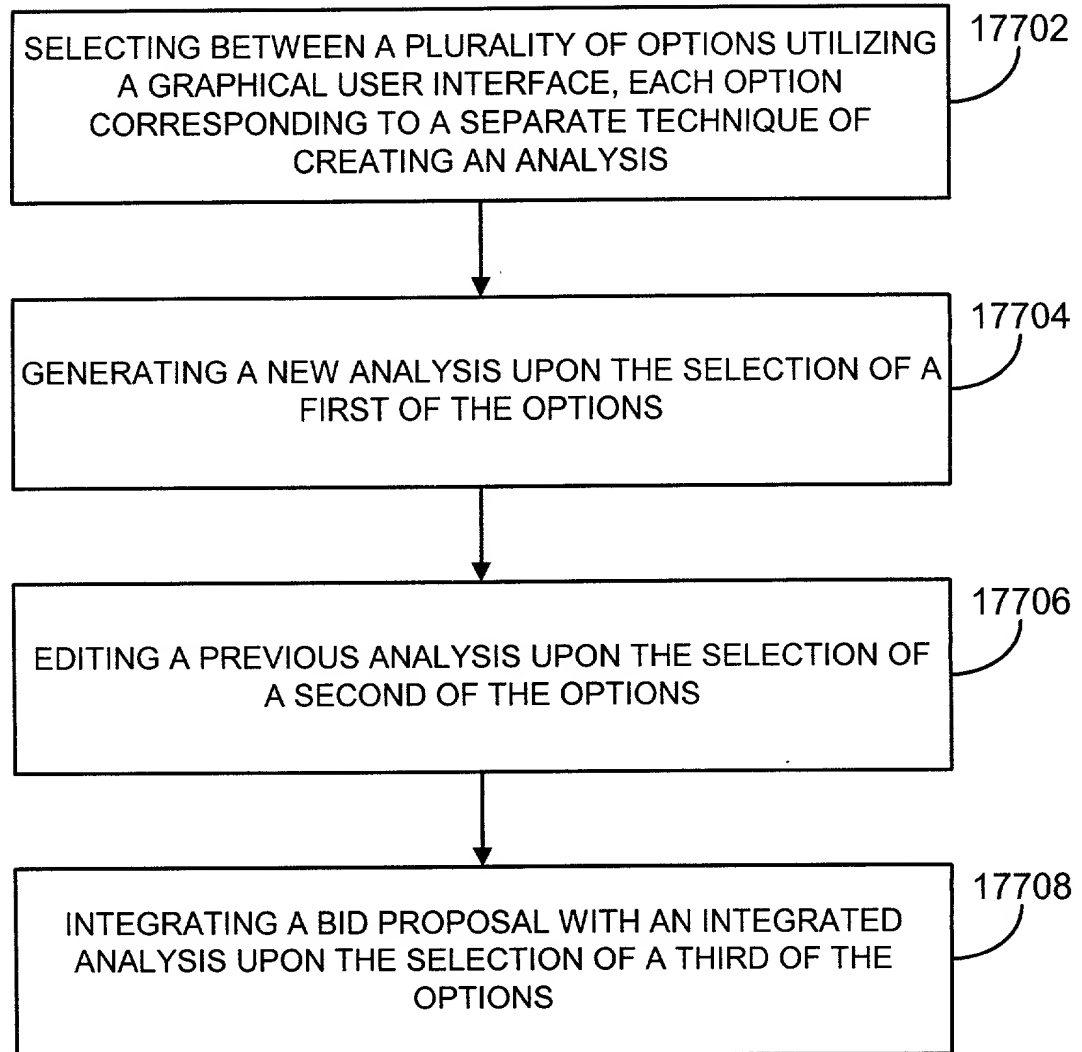 17702
SELECTING BETWEEN A PLURALITY OF OPTIONS UTILIZING
A GRAPHICAL USER INTERFACE, EACH OPTION
CORRESPONDING TO A SEPARATE TECHNIQUE OF
CREATING AN ANALYSIS
17704
GENERATING A NEW ANALYSIS UPON THE SELECTION OF A
FIRST OF THE OPTIONS
17706
EDITING A PREVIOUS ANALYSIS UPON THE SELECTION OF
A SECOND OF THE OPTIONS
17708
INTEGRATING A BID PROPOSAL WITH AN INTEGRATED
ANALYSIS UPON THE SELECTION OF A THIRD OF THE
OPTIONS